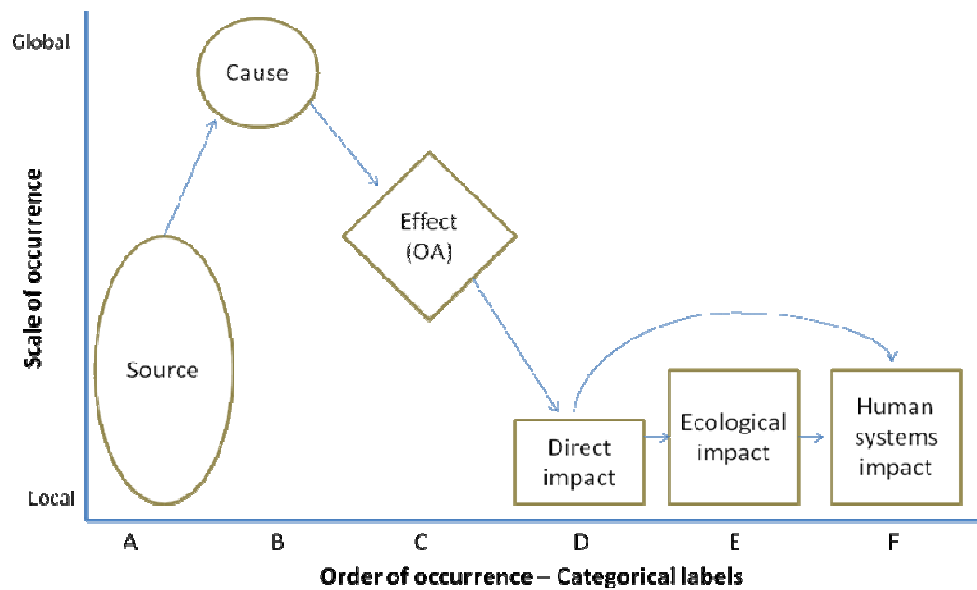 Global
Cause
Scale of occurrence
Effect
(OA)
Source
Direct
impact
Ecological
impact
Human
systems
impact
Local
A
B
C
D
E
F
Order of occurrence – Categorical labels